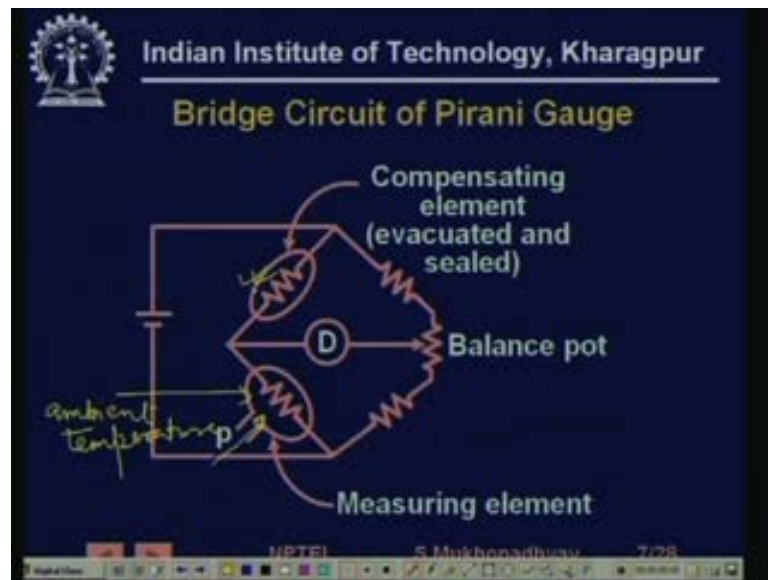 Indian Institute of Technology, Kharagpur
Bridge Circuit of Pirani Gauge
Compensating
element
(evacuated and
sealed)
D
Balance pot
ambient
temperature
p
Measuring element
NPTEL S.Mukhopadhyay 7/28